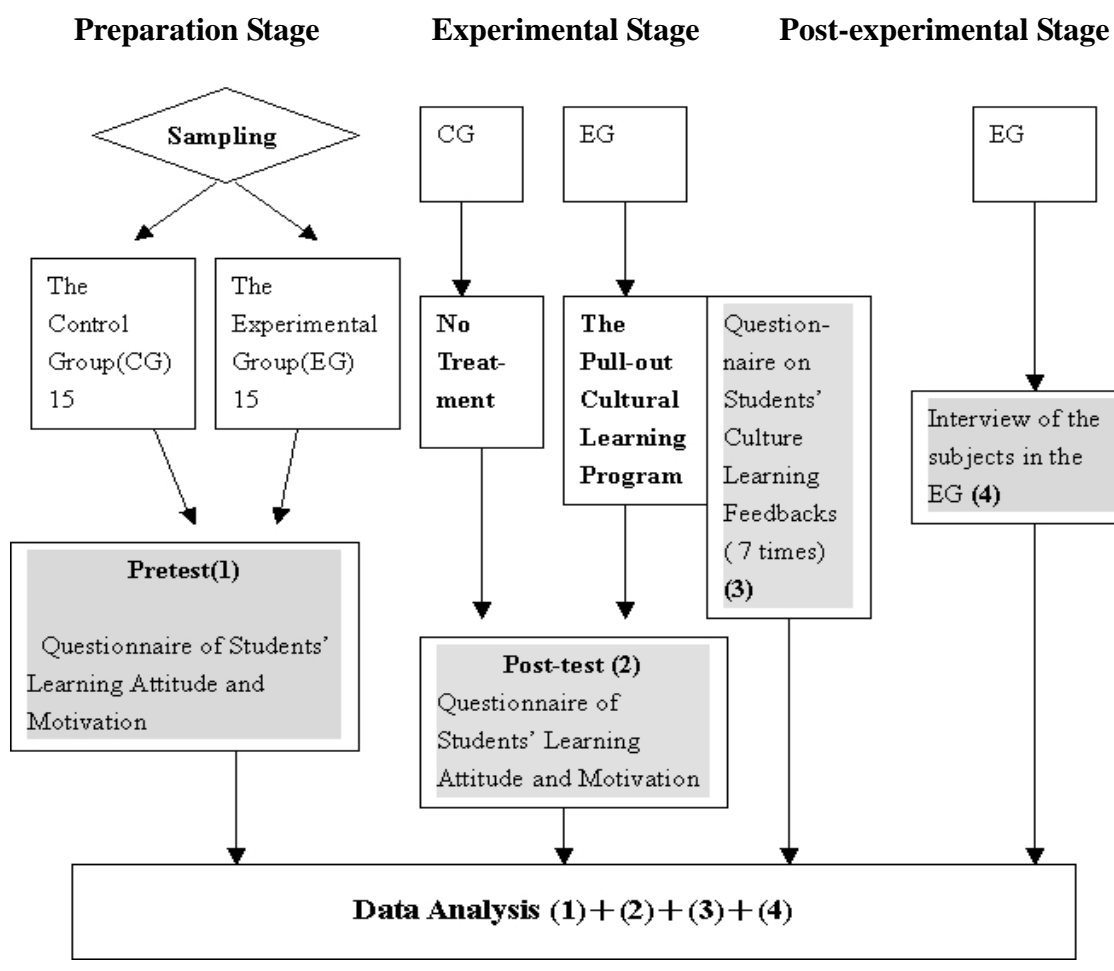 Preparation Stage
Experimental Stage
Post-experimental Stage
Sampling
CG
EG
EG
The
Control
Group(CG)
15
The
Experimental
Group(EG)
15
No
Treat-
ment
The
Pull-out
Cultural
Learning
Program
Question-
naire on
Students’
Culture
Learning
Feedbacks
( 7 times)
(3)
Interview of the
subjects in the
EG (4)
Pretest(1)
Questionnaire of Students’
Learning Attitude and
Motivation
Post-test (2)
Questionnaire of
Students’ Learning
Attitude and Motivation
Data Analysis (1)+(2)+(3)+(4)